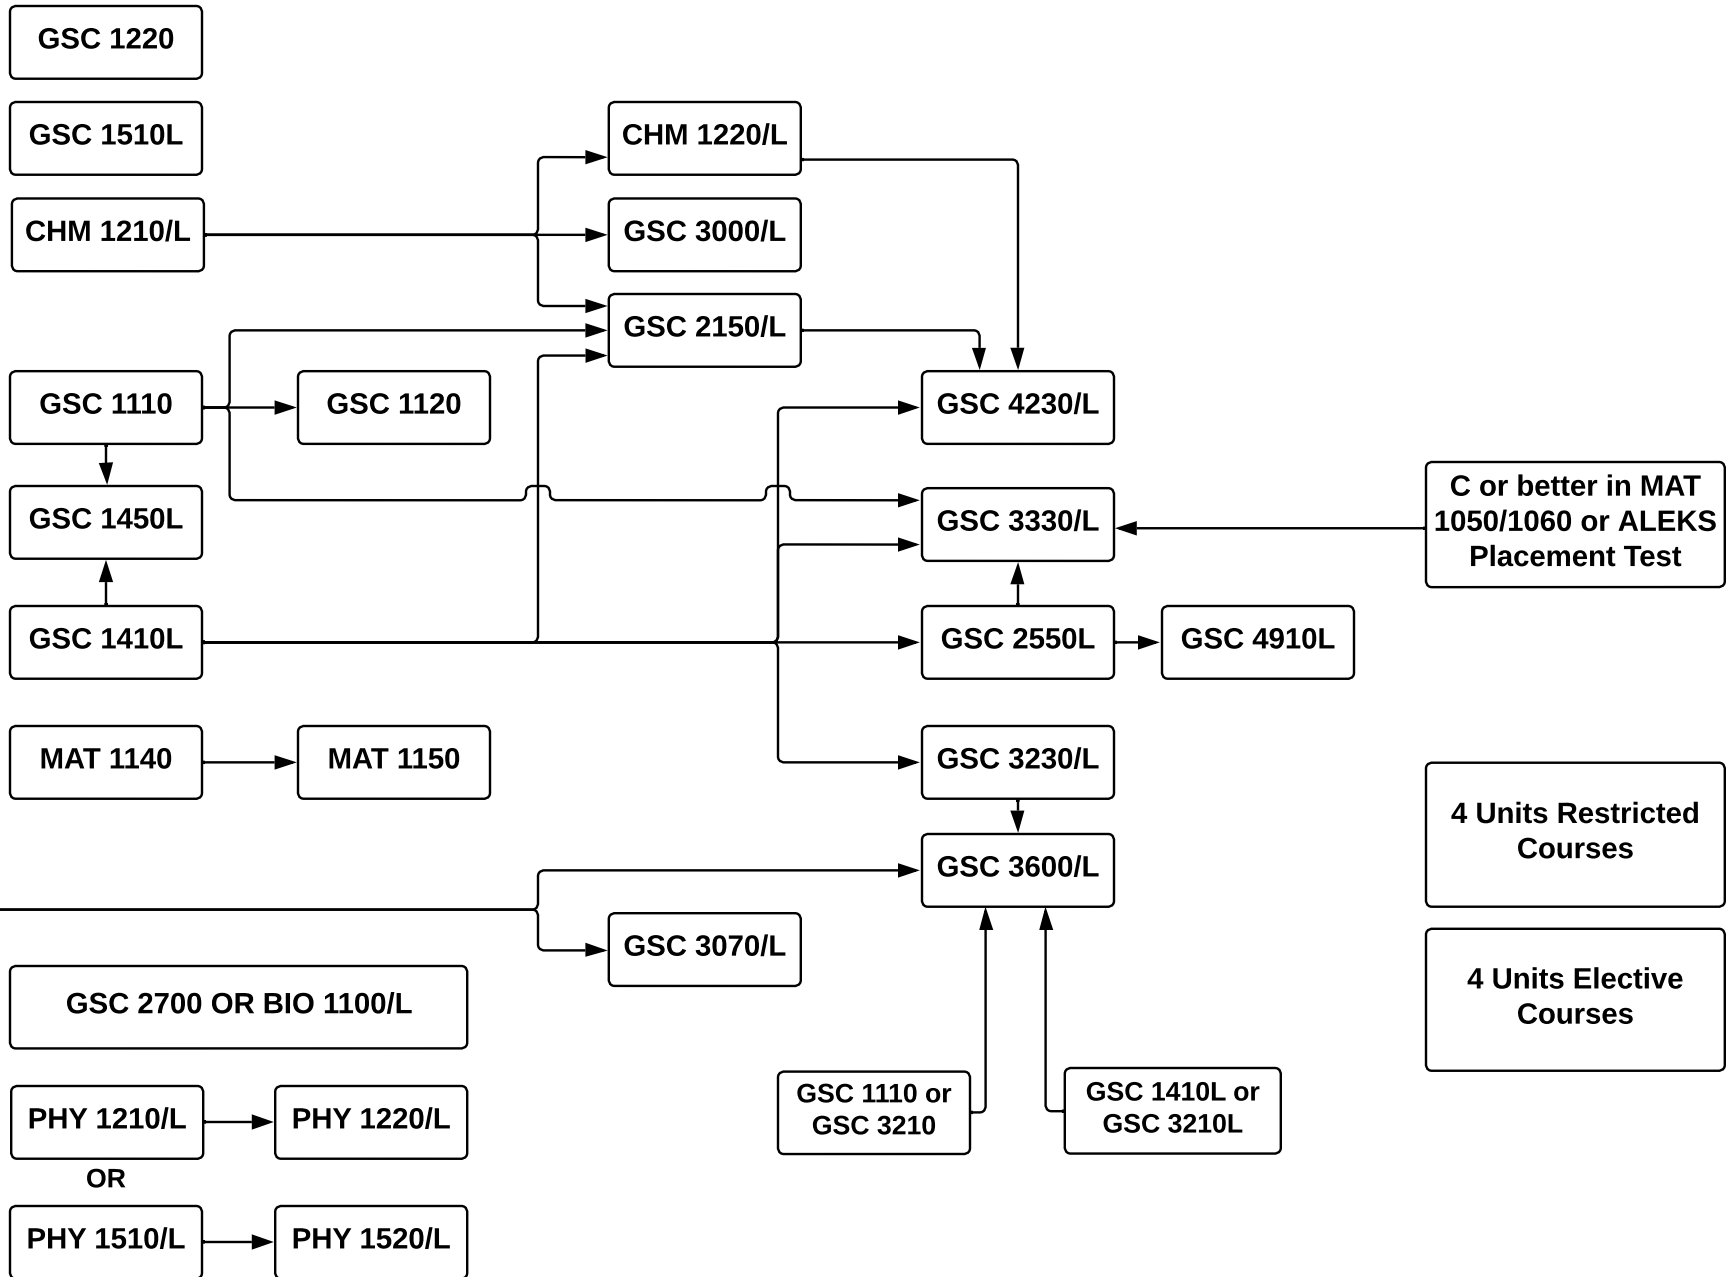 GSC 1220
GSC 1510L
CHM 1220/L
CHM 1210/L
GSC 3000/L
GSC 2150/L
GSC 1110
GSC 1120
GSC 4230/L
GSC 1450L
GSC 3330/L
C or better in MAT
1050/1060 or ALEKS
Placement Test
GSC 1410L
GSC 2550L
GSC 4910L
MAT 1140
MAT 1150
GSC 3230/L
4 Units Restricted
Courses
GSC 3600/L
GSC 3070/L
4 Units Elective
Courses
GSC 2700 OR BIO 1100/L
GSC 1110 or
GSC 3210
GSC 1410L or
GSC 3210L
PHY 1210/L
PHY 1220/L
OR
PHY 1510/L
PHY 1520/L